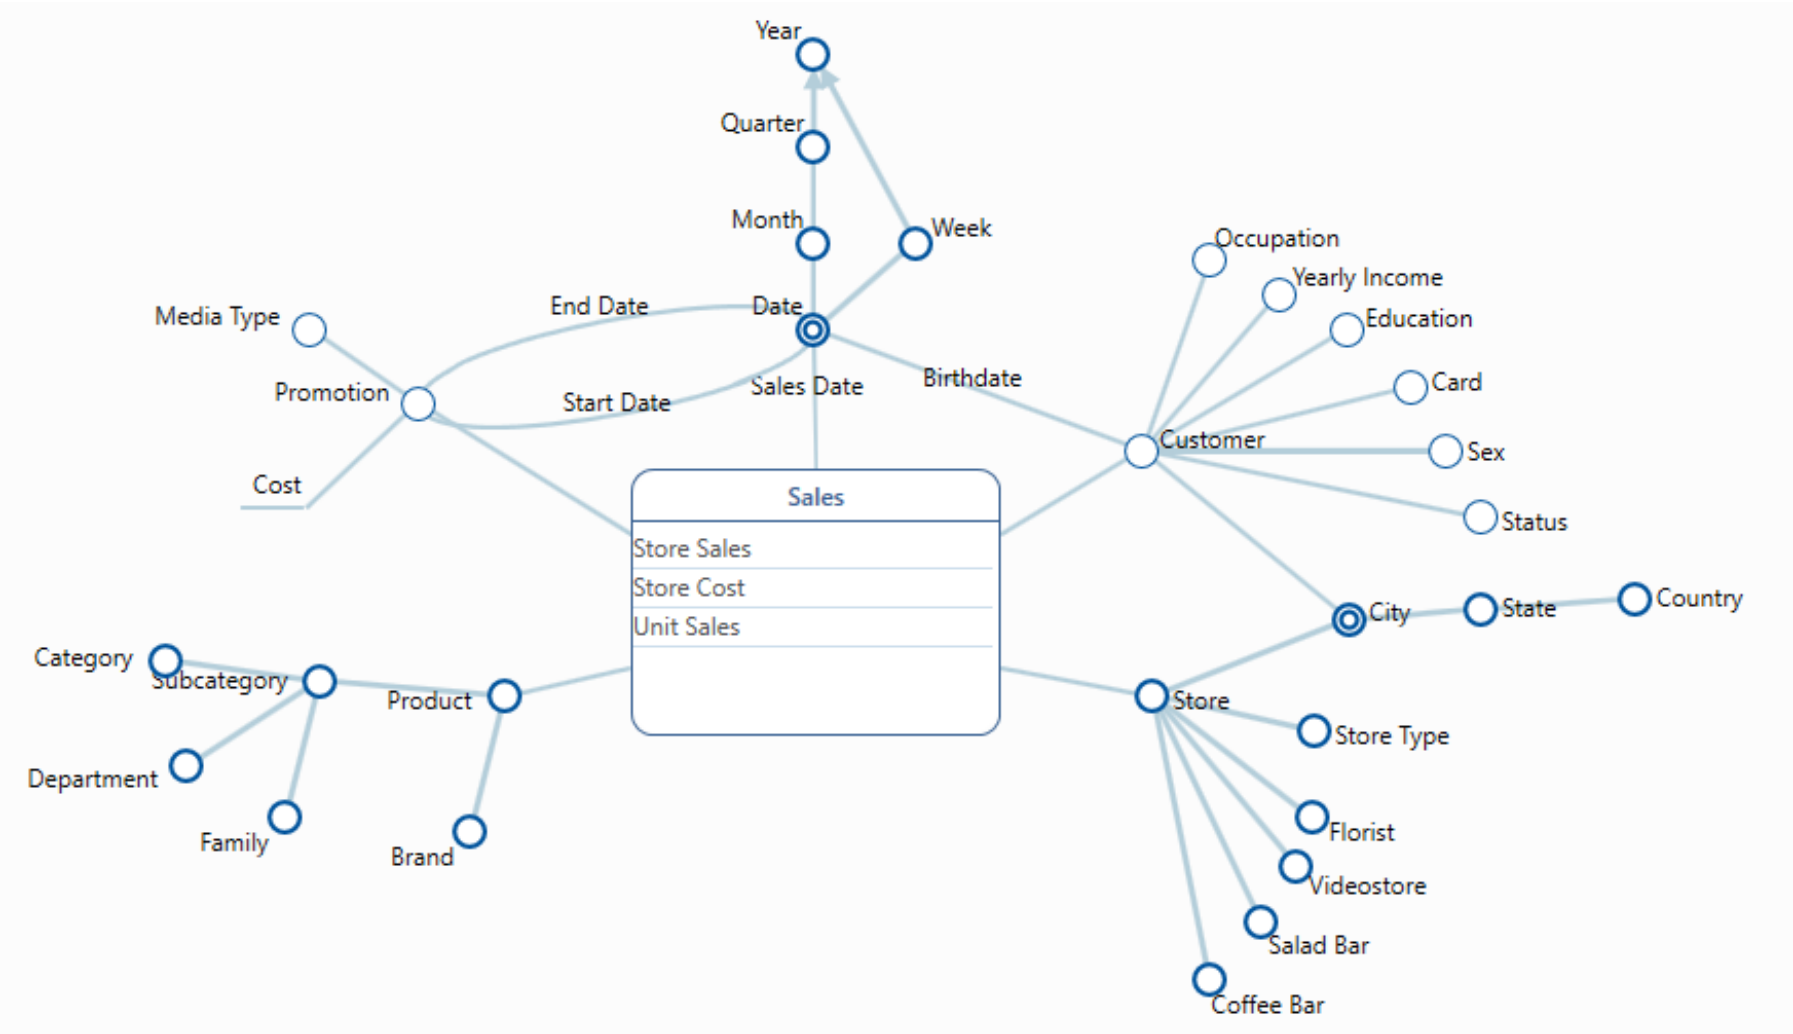 Year
Quarter
Month
Week
Occupation
Yearly Income
Education
Card
Sex
Status
Customer
Birthdate
End Date
Date
Media Type
Promotion
Start Date
Sales Date
Cost
Sales
Store Sales
Store Cost
Unit Sales
City
State
Country
Category
Subcategory
Product
Department
Family
Brand
Store
Store Type
Florist
Videostore
Salad Bar
Coffee Bar